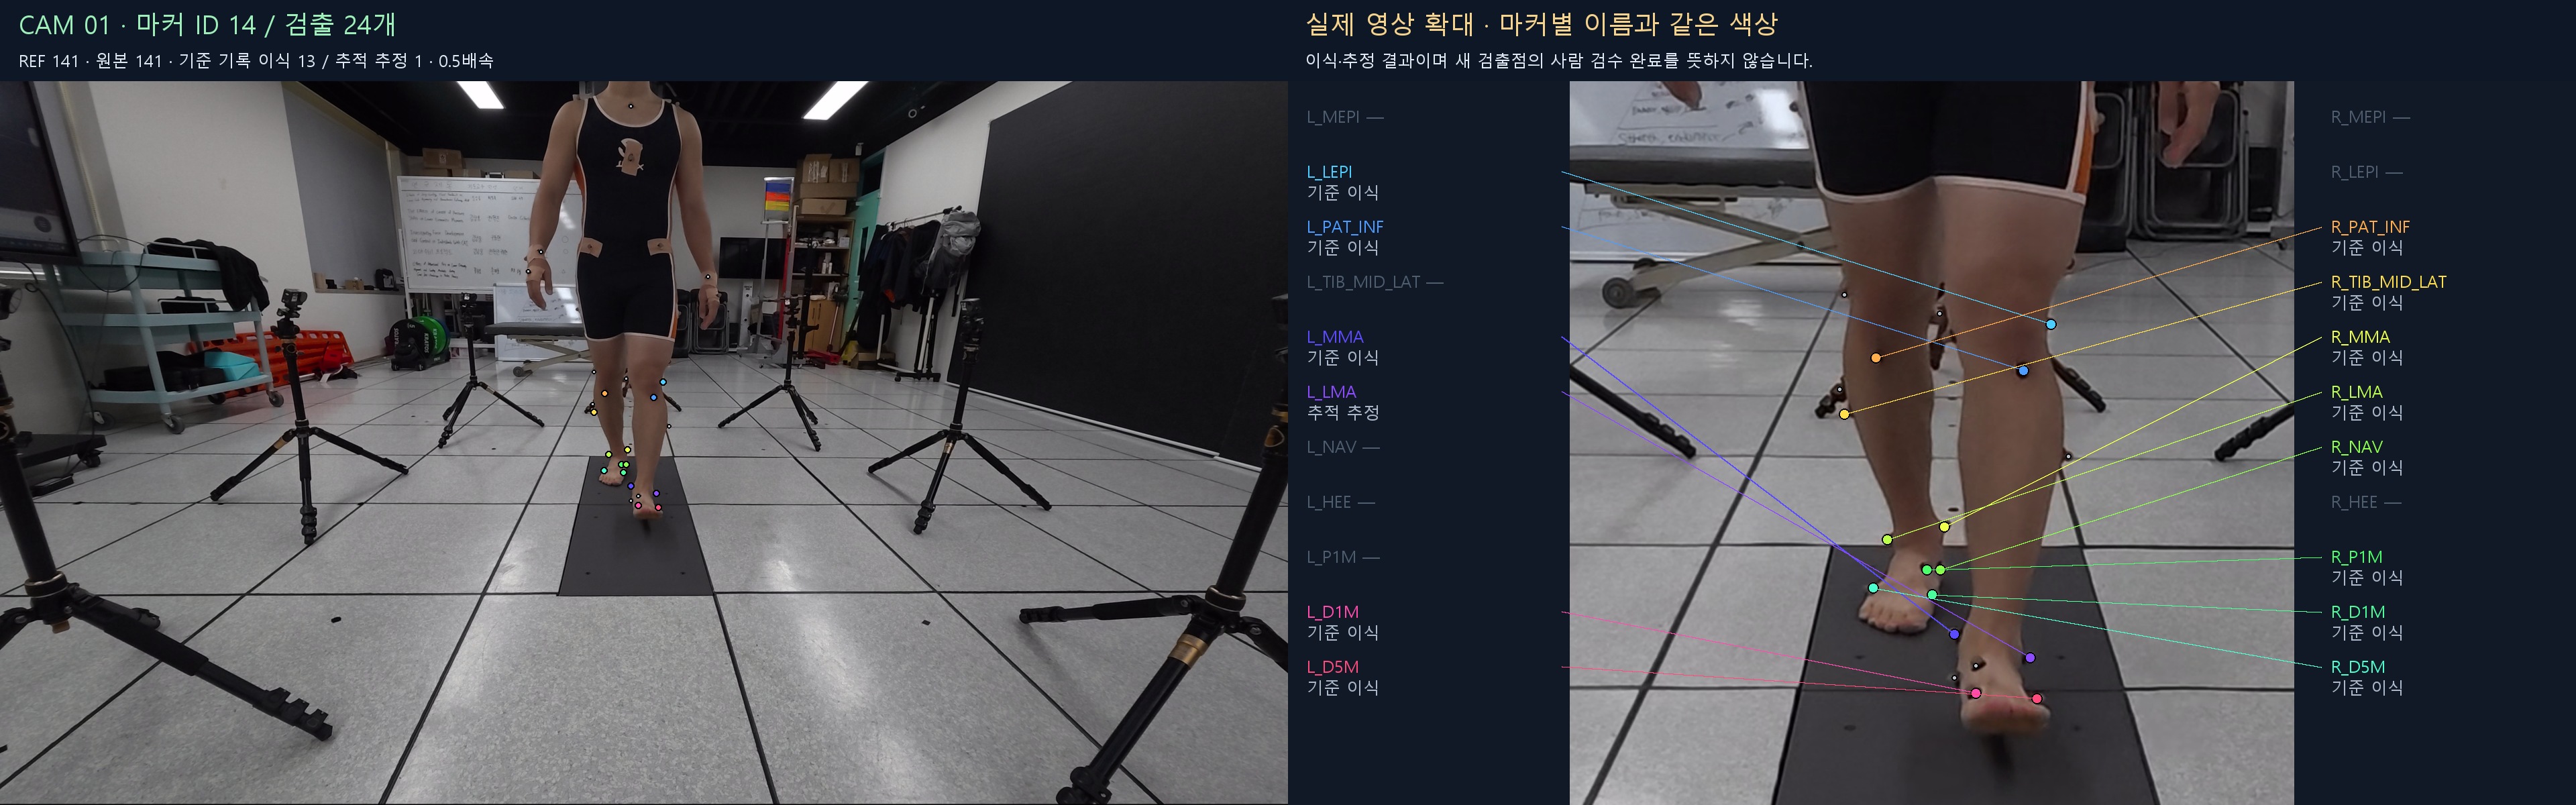 CAM 01 · 마커 ID 14 / 검출 24개
REF 141 · 원본 141 · 기준 기록 이식 13 / 추적 추정 1 · 0.5배속
실제 영상 확대 · 마커별 이름과 같은 색상
이식·추정 결과이며 새 검출점의 사람 검수 완료를 뜻하지 않습니다.
L_MEPI —
L_LEPI
기준 이식
L_PAT_INF
기준 이식
L_TIB_MID_LAT —
L_MMA
기준 이식
L_LMA
추적 추정
L_NAV —
L_HEE —
L_P1M —
L_D1M
기준 이식
L_D5M
기준 이식
R_MEPI —
R_LEPI —
R_PAT_INF
기준 이식
R_TIB_MID_LAT
기준 이식
R_MMA
기준 이식
R_LMA
기준 이식
R_NAV
기준 이식
R_HEE —
R_P1M
기준 이식
R_D1M
기준 이식
R_D5M
기준 이식